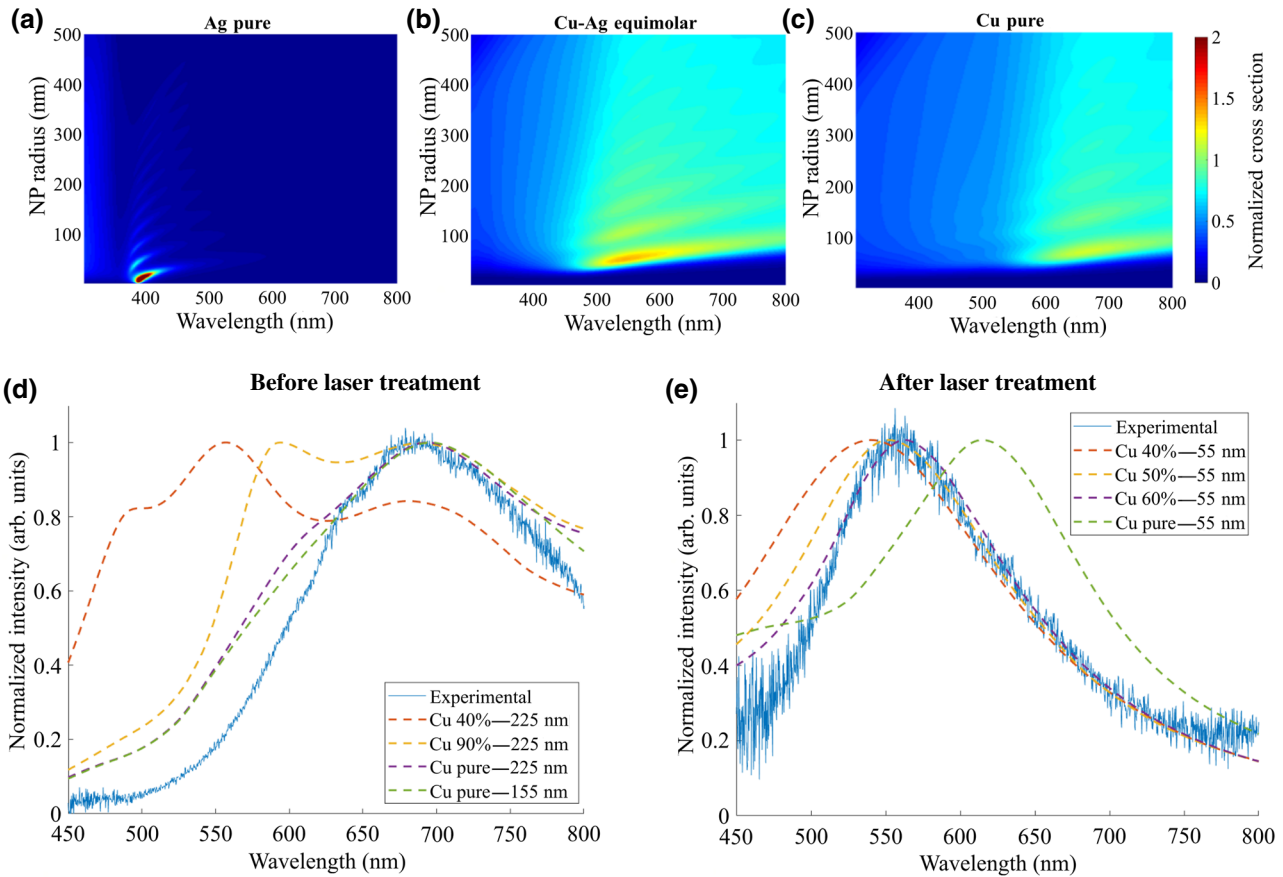 (a)
Ag pure
500
400
300
200
100
400
500
600
700
800
NP radius (nm)
Wavelength (nm)
(b)
Cu-Ag equimolar
500
400
300
200
100
400
500
600
700
800
NP radius (nm)
Wavelength (nm)
(c)
Cu pure
500
400
300
200
100
400
500
600
700
800
NP radius (nm)
Wavelength (nm)
2
1.5
1
0.5
0
Normalized cross section
(d)
Before laser treatment
1
0.8
0.6
0.4
0.2
0
450
500
550
600
650
700
750
800
Normalized intensity (arb. units)
Wavelength (nm)
Experimental
Cu 40%—225 nm
Cu 90%—225 nm
Cu pure—225 nm
Cu pure—155 nm
(e)
After laser treatment
1
0.8
0.6
0.4
0.2
0
450
500
550
600
650
700
750
800
Normalized intensity (arb. units)
Wavelength (nm)
Experimental
Cu 40%—55 nm
Cu 50%—55 nm
Cu 60%—55 nm
Cu pure—55 nm